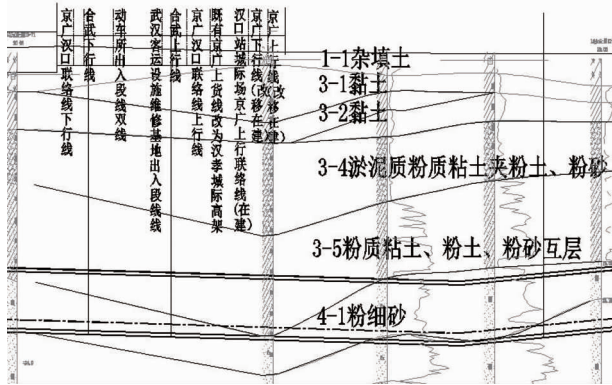 京广汉口联络线下行线
合武下行线
动车所出入段线双线
武汉客运设施维修基地出入段线线
合武上行线
京广汉口联络线上行线
既有京广上货线改为汉孝城际高架
汉口站城际场京广上行联络线(在建)
京广下行线(改移在建)
京广上行线(改移在建)
1-1杂填土
3-1黏土
3-2黏土
3-4淤泥质粉质粘土夹粉土、粉砂
3-5粉质粘土、粉土、粉砂互层
4-1粉细砂